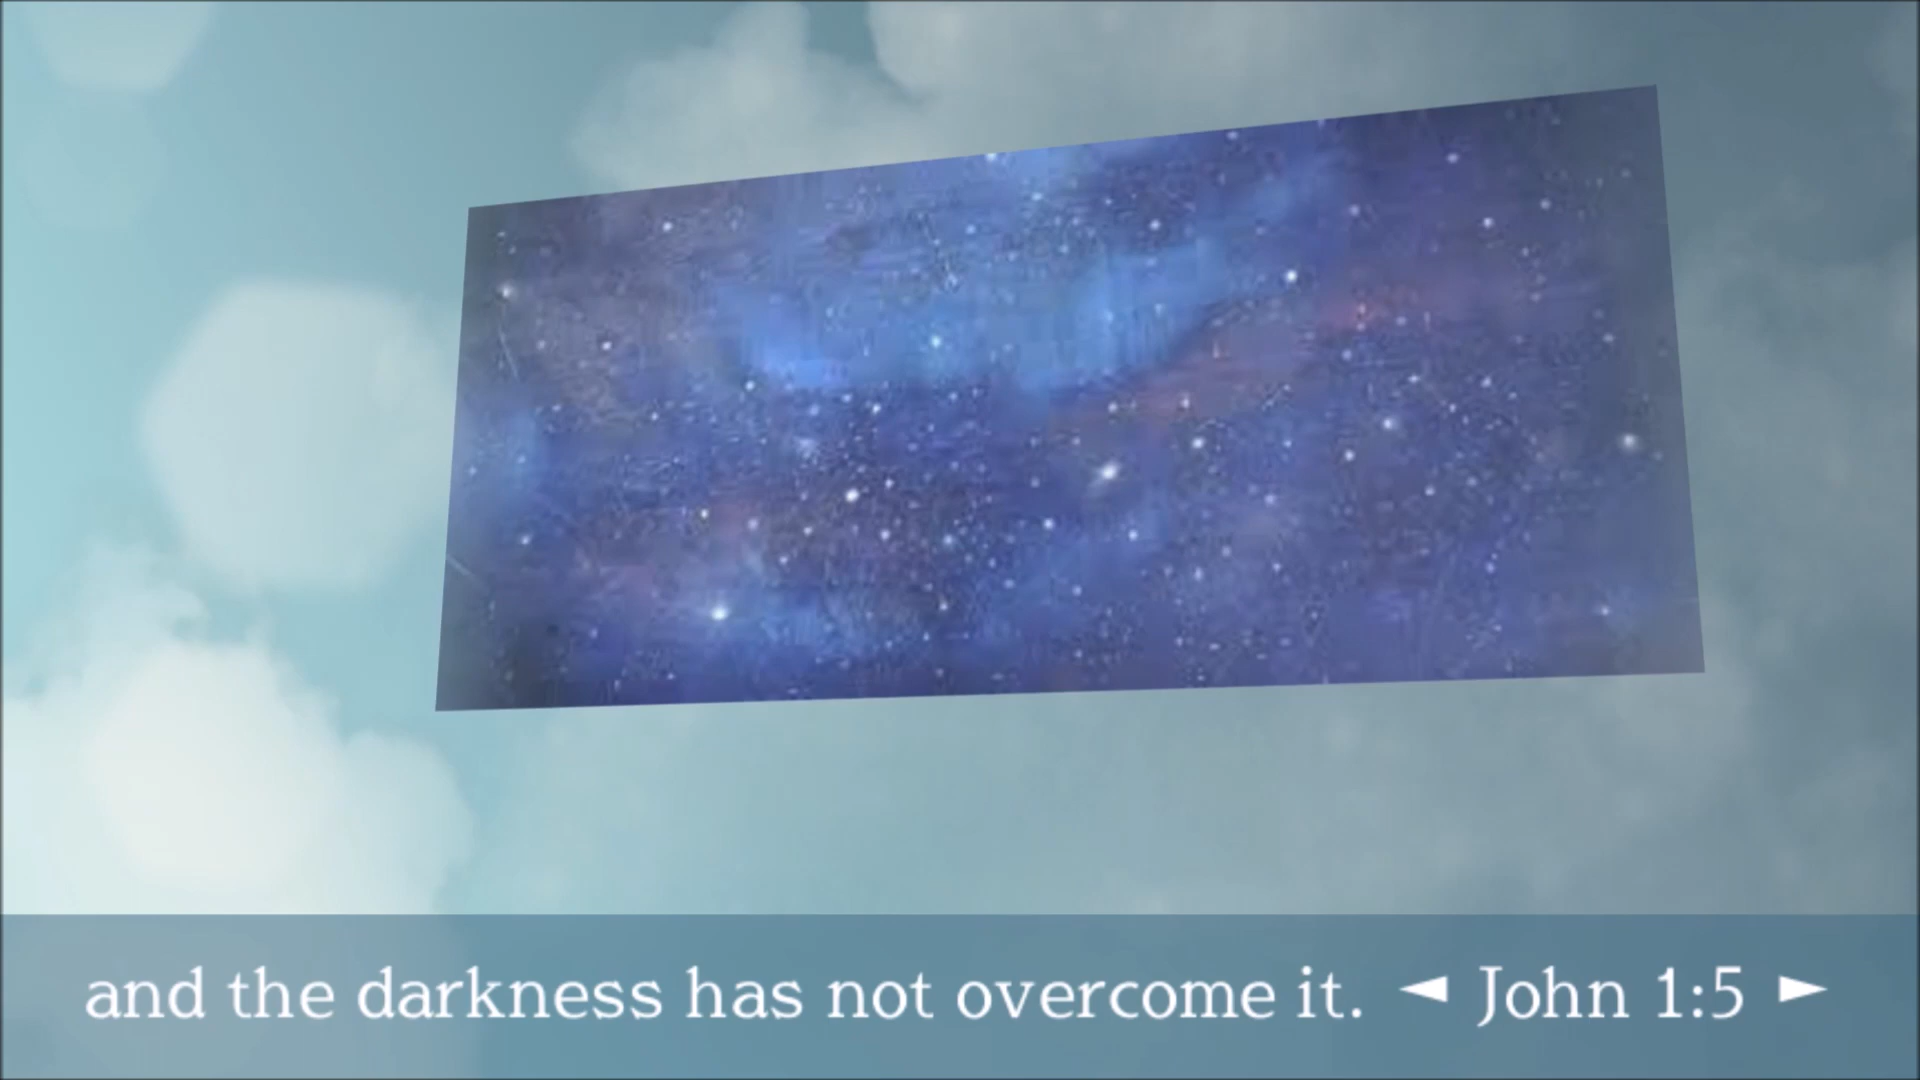 and the darkness has not overcome it. ◄ John 1:5 ►